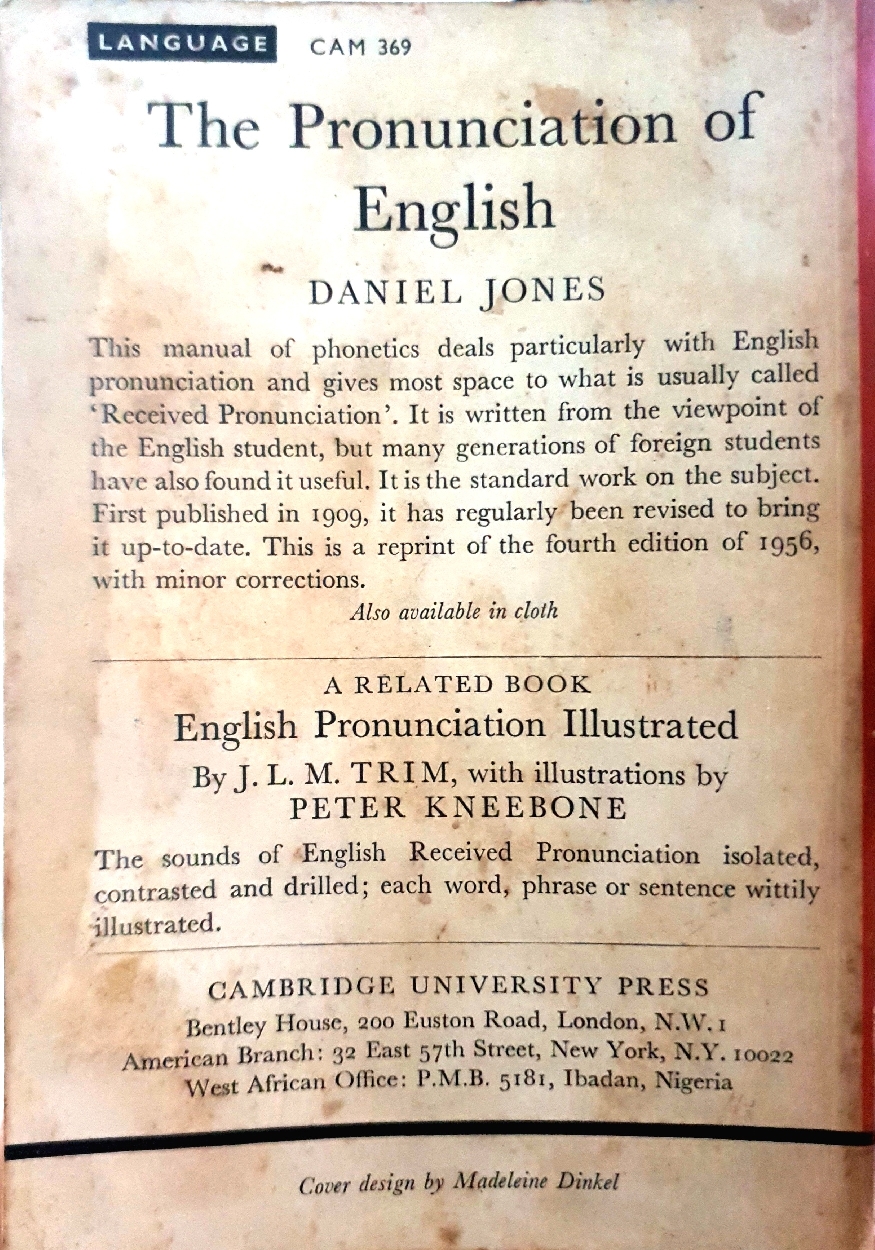 LANGUAGE CAM 369
The Pronunciation of
English
DANIEL JONES
This manual of phonetics deals particularly with English
pronunciation and gives most space to what is usually called
‘Received Pronunciation’. It is written from the viewpoint of
the English student, but many generations of foreign students
have also found it useful. It is the standard work on the subject.
First published in 1909, it has regularly been revised to bring
it up-to-date. This is a reprint of the fourth edition of 1956,
with minor corrections.
Also available in cloth
A RELATED BOOK
English Pronunciation Illustrated
By J. L. M. TRIM, with illustrations by
PETER KNEEBONE
The sounds of English Received Pronunciation isolated,
contrasted and drilled; each word, phrase or sentence wittily
illustrated.
CAMBRIDGE UNIVERSITY PRESS
Bentley House, 200 Euston Road, London, N.W. 1
American Branch: 32 East 57th Street, New York, N.Y. 10022
West African Office: P.M.B. 5181, Ibadan, Nigeria
Cover design by Madeleine Dinkel